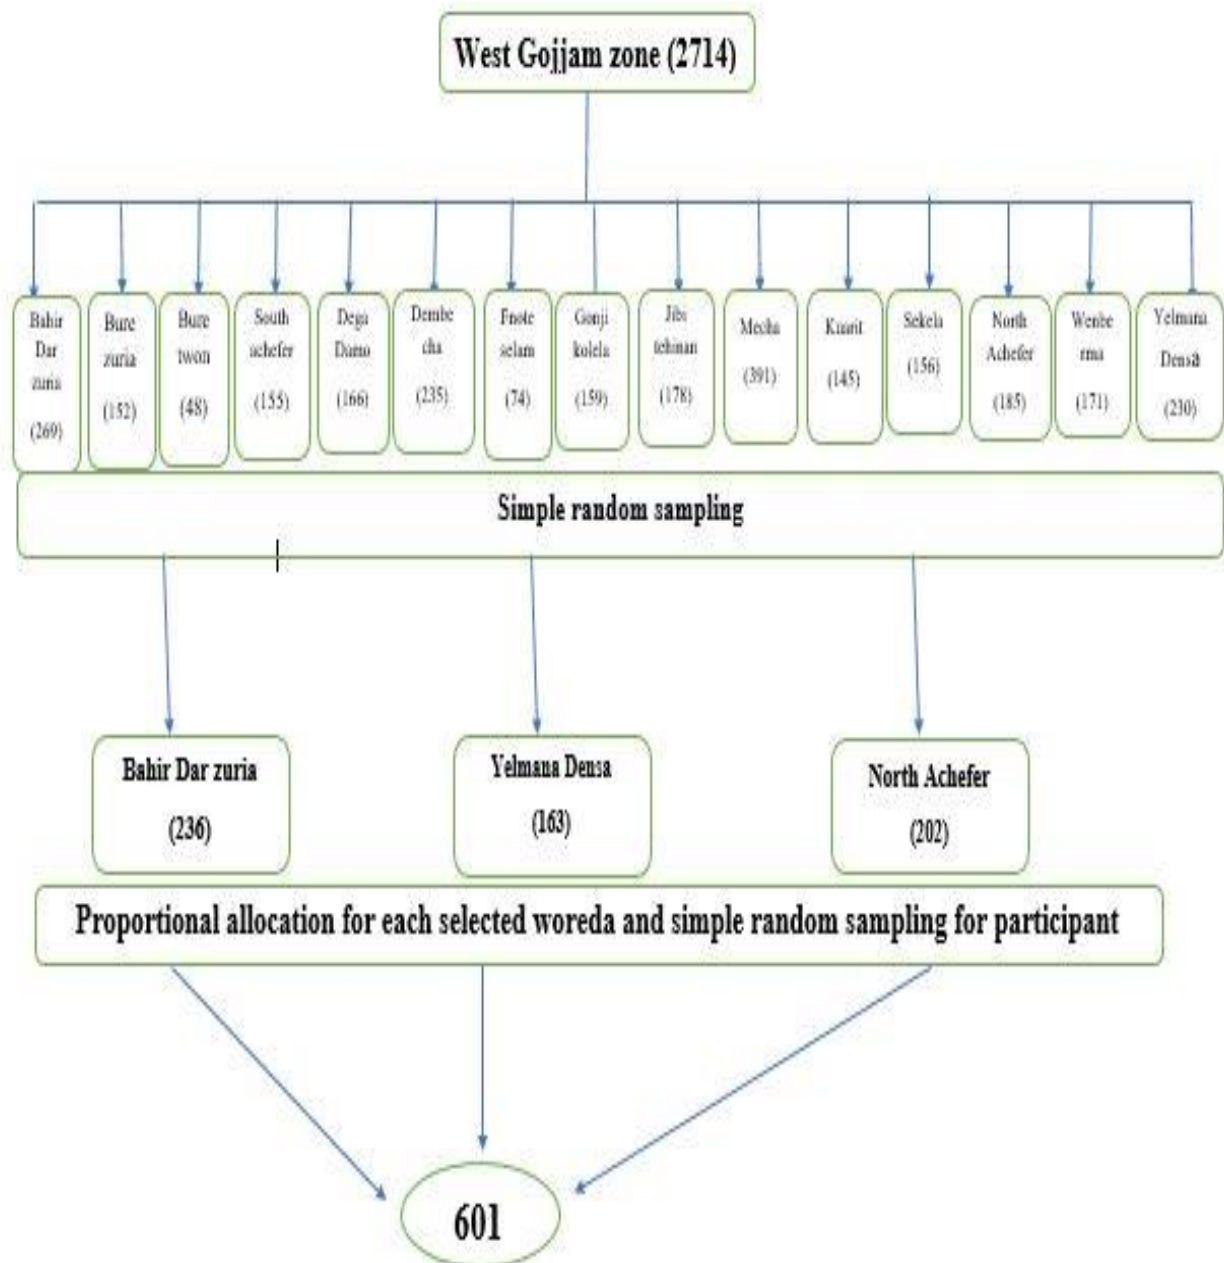 West Gojjam zone (2714)
Bahir
Dar
zuria
(269)
Bure
zuria
(152)
Bure
twon
(48)
South
achefer
(155)
Dega
Damo
(166)
Dembe
cha
(235)
Fnote
selam
(74)
Gonji
kolela
(159)
Jibi
tehinan
(178)
Mecha
(391)
Kuarit
(145)
Sekela
(156)
North
Achefer
(185)
Wenbe
rma
(171)
Yelmana
Densa
(230)
Simple random sampling
Bahir Dar zuria
(236)
Yelmana Densa
(163)
North Achefer
(202)
Proportional allocation for each selected woreda and simple random sampling for participant
601